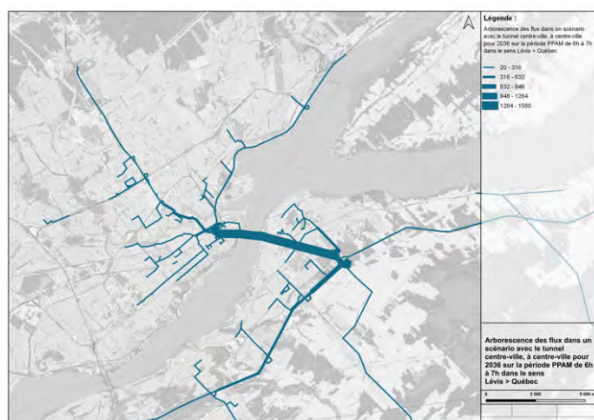 Légende :
Arborescence des flux dans un scénario
avec le tunnel centre-ville, à centre-ville
pour 2036 sur la période PPAM de 6h à 7h
dans le sens Lévis > Québec
20 - 316
316 - 632
632 - 948
948 - 1264
1264 - 1580
Arborescence des flux dans un
scénario avec le tunnel
centre-ville, à centre-ville pour
2036 sur la période PPAM de 6h
à 7h dans le sens
Lévis > Québec